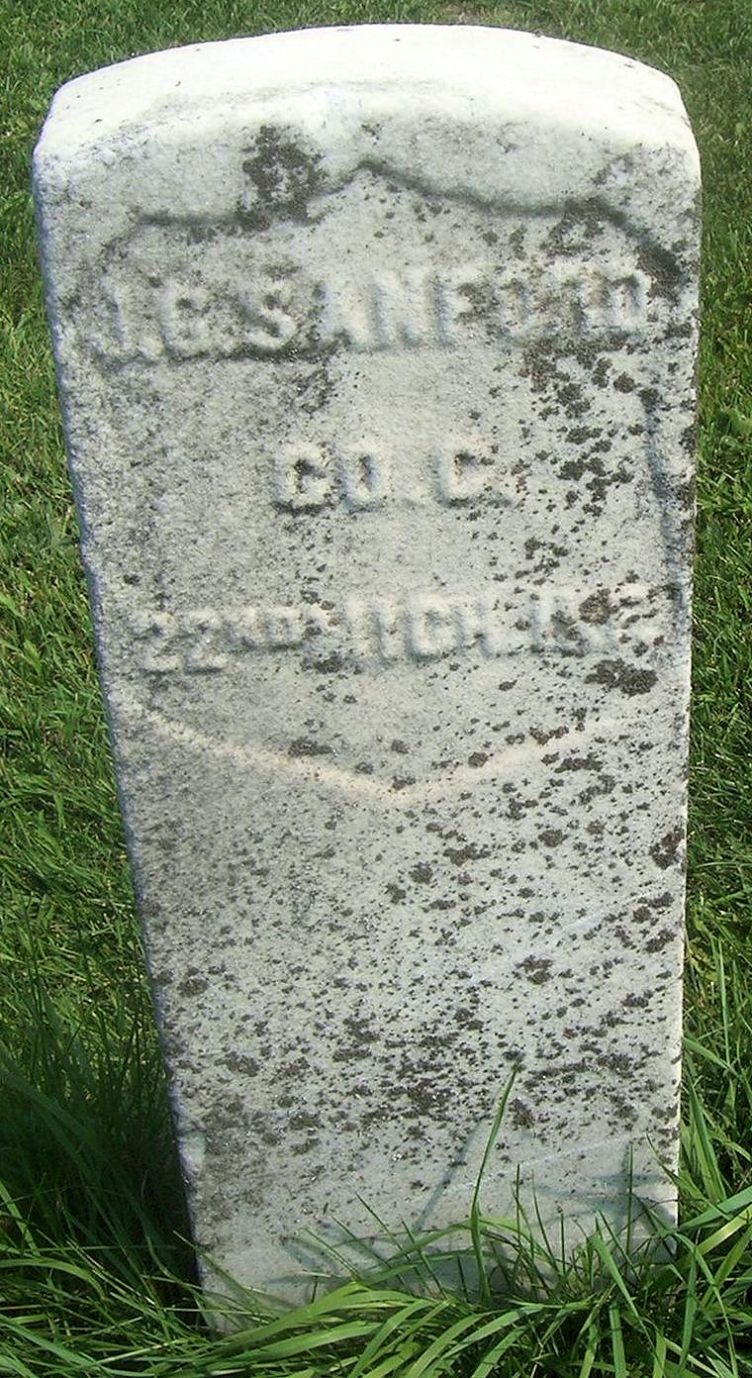 J.C. SANFORD
CO. C.
22ND MICH. INF.